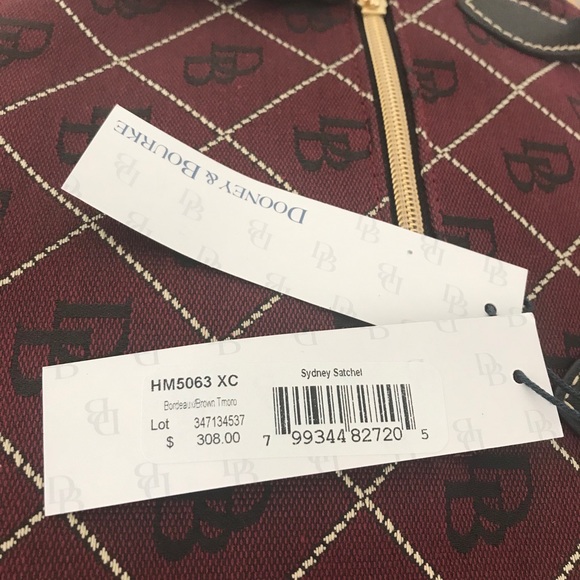 DOONEY & BOURKE
HM5063 XC
Bordeaux/Brown Tmoro
Lot 347134537
$ 308.00
Sydney Satchel
7 99344 82720 5